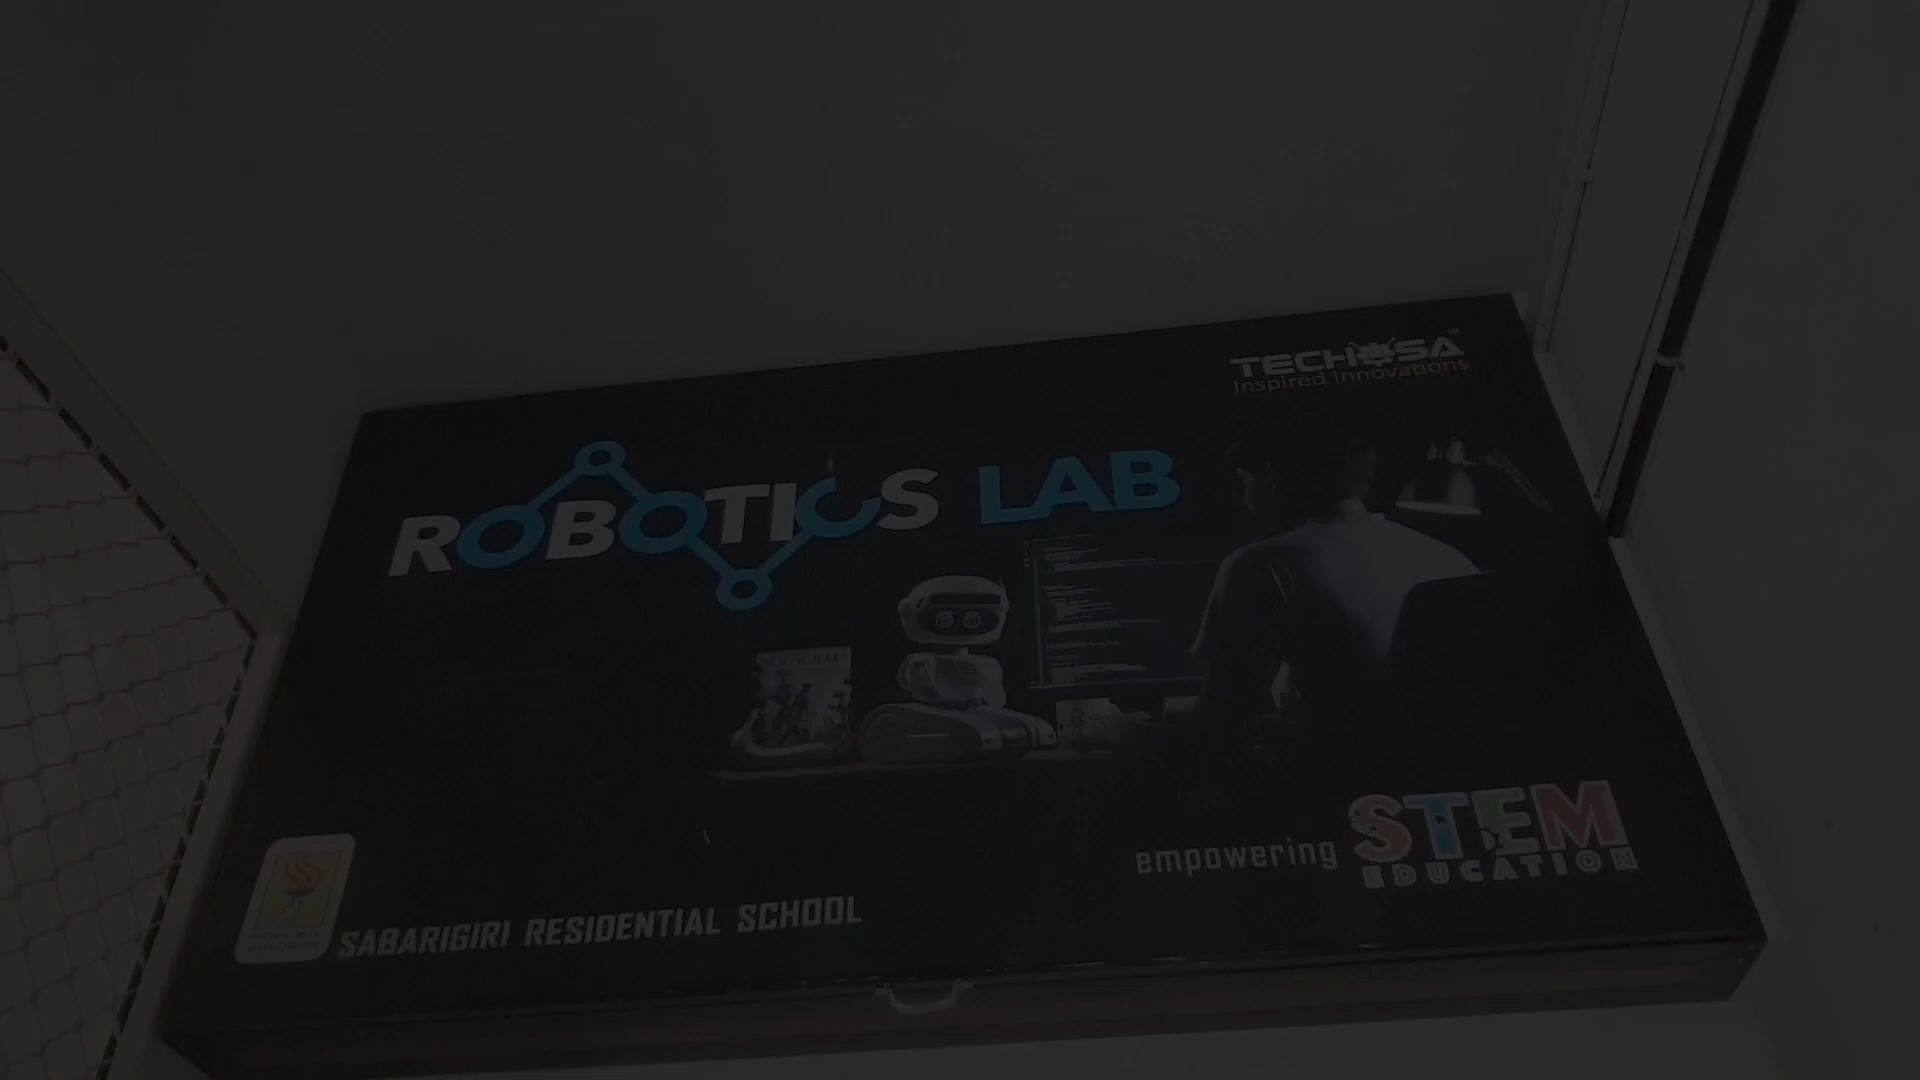 TECHOSA
Inspired Innovations
ROBOTICS LAB
empowering STEM
EDUCATION
SABARIGIRI RESIDENTIAL SCHOOL